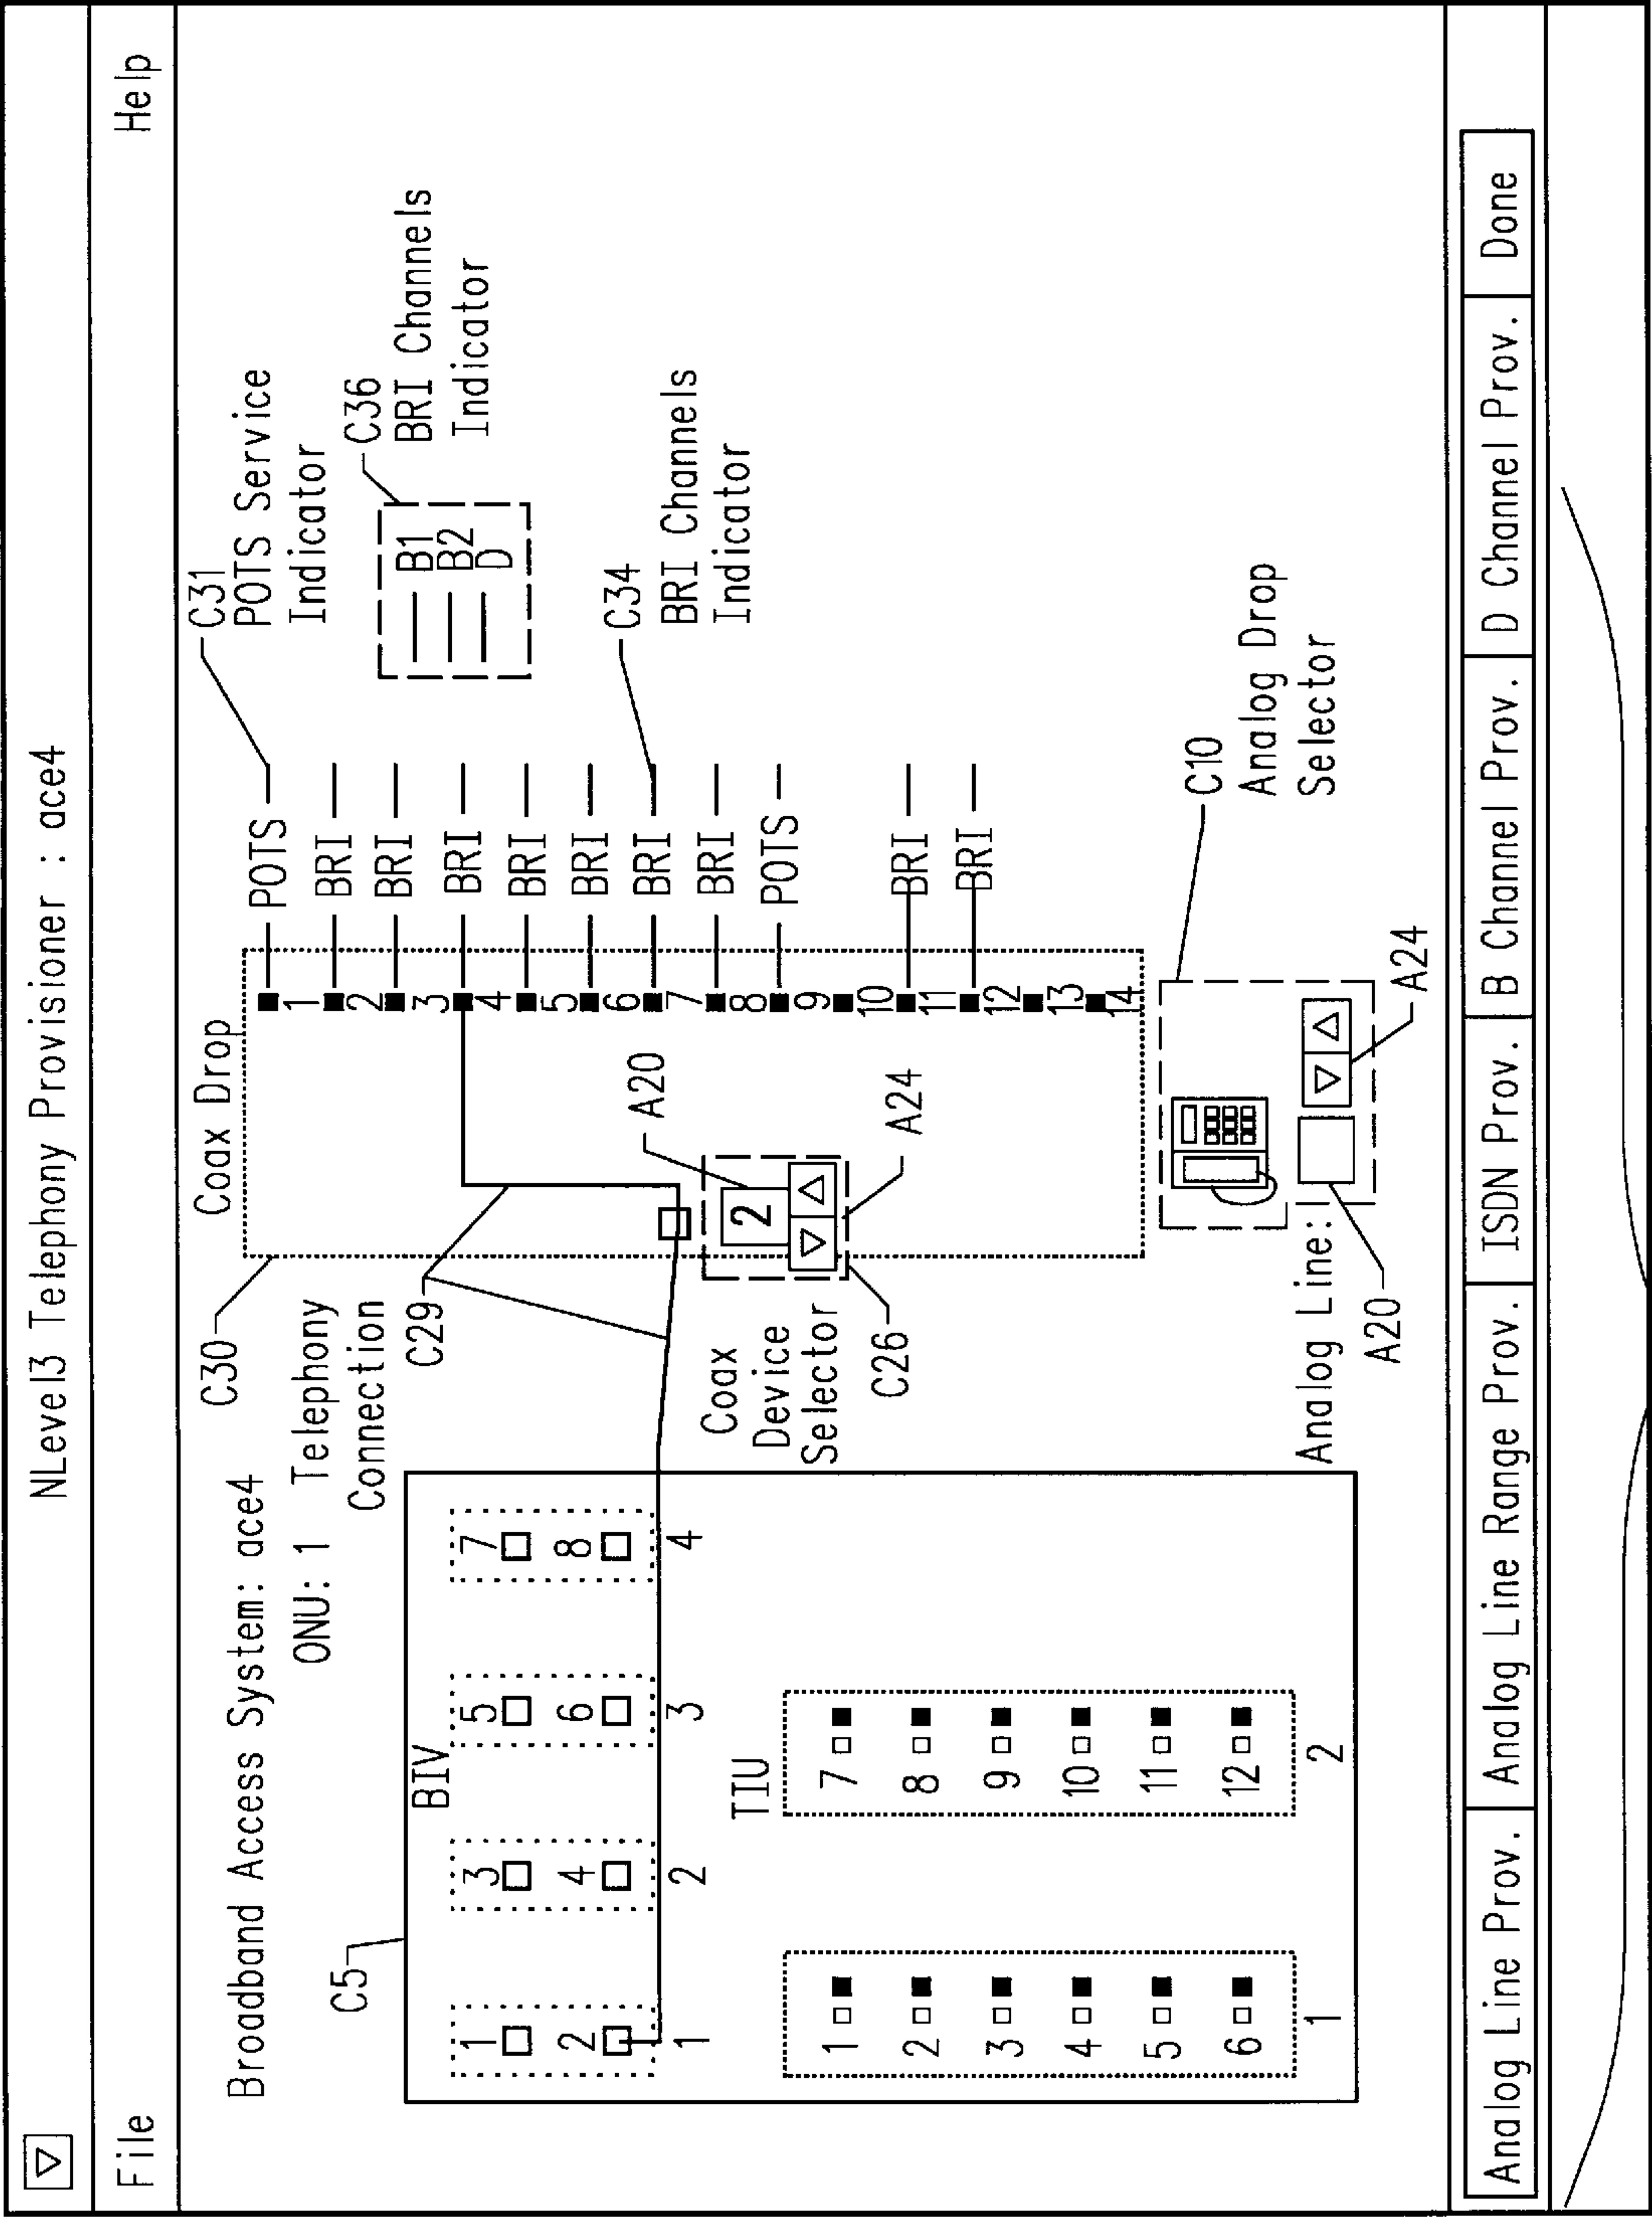 NLevel3 Telephony Provisioner : ace4
File
Help
Broadband Access System: ace4
ONU: 1
Telephony
Connection
C5
BIV
1
2
1
3
4
2
5
6
3
7
8
4
TIU
1
2
3
4
5
6
1
7
8
9
10
11
12
2
C30
C29
Coax Drop
Coax
Device
Selector
C26
2
A20
A24
1
2
3
4
5
6
7
8
9
10
11
12
13
14
POTS
BRI
BRI
BRI
BRI
BRI
BRI
BRI
POTS
BRI
BRI
C31
POTS Service
Indicator
C36
BRI Channels
Indicator
B1
B2
D
C34
BRI Channels
Indicator
C10
Analog Drop
Selector
Analog Line:
A20
A24
Analog Line Prov.
Analog Line Range Prov.
ISDN Prov.
B Channel Prov.
D Channel Prov.
Done